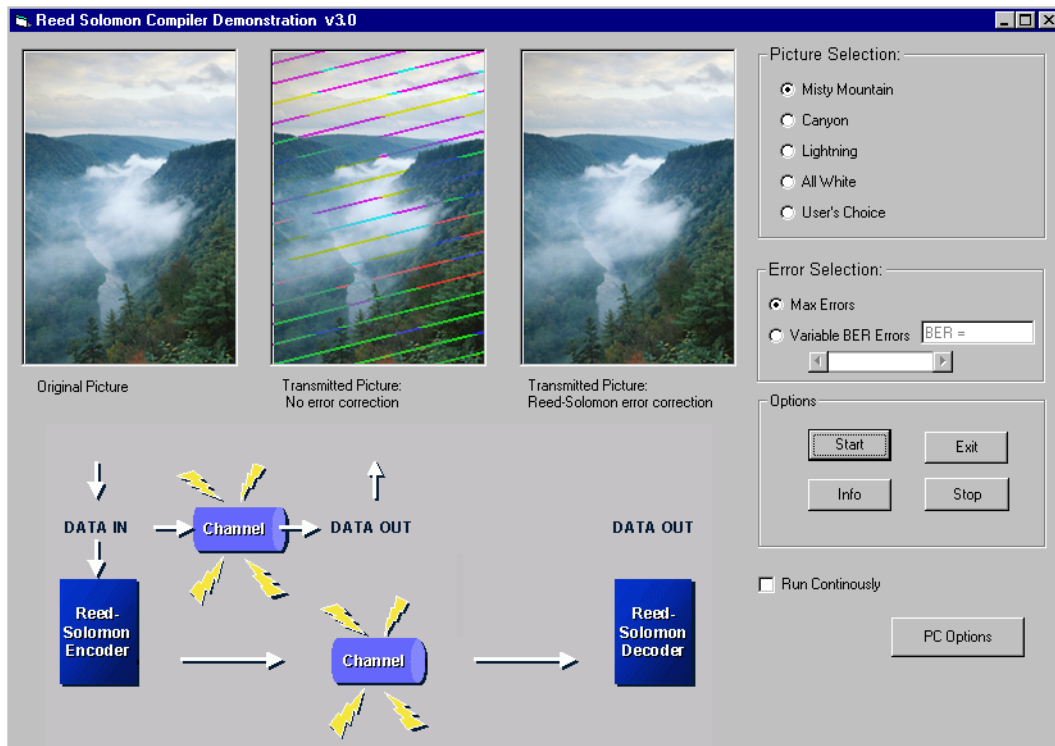 Reed Solomon Compiler Demonstration v3.0
Original Picture
Transmitted Picture:
No error correction
Transmitted Picture:
Reed-Solomon error correction
Picture Selection:
Misty Mountain
Canyon
Lightning
All White
User's Choice
Error Selection:
Max Errors
Variable BER Errors
BER =
Options
Start
Exit
Info
Stop
Run Continously
PC Options
DATA IN
Channel
DATA OUT
DATA OUT
Reed-
Solomon
Encoder
Channel
Reed-
Solomon
Decoder